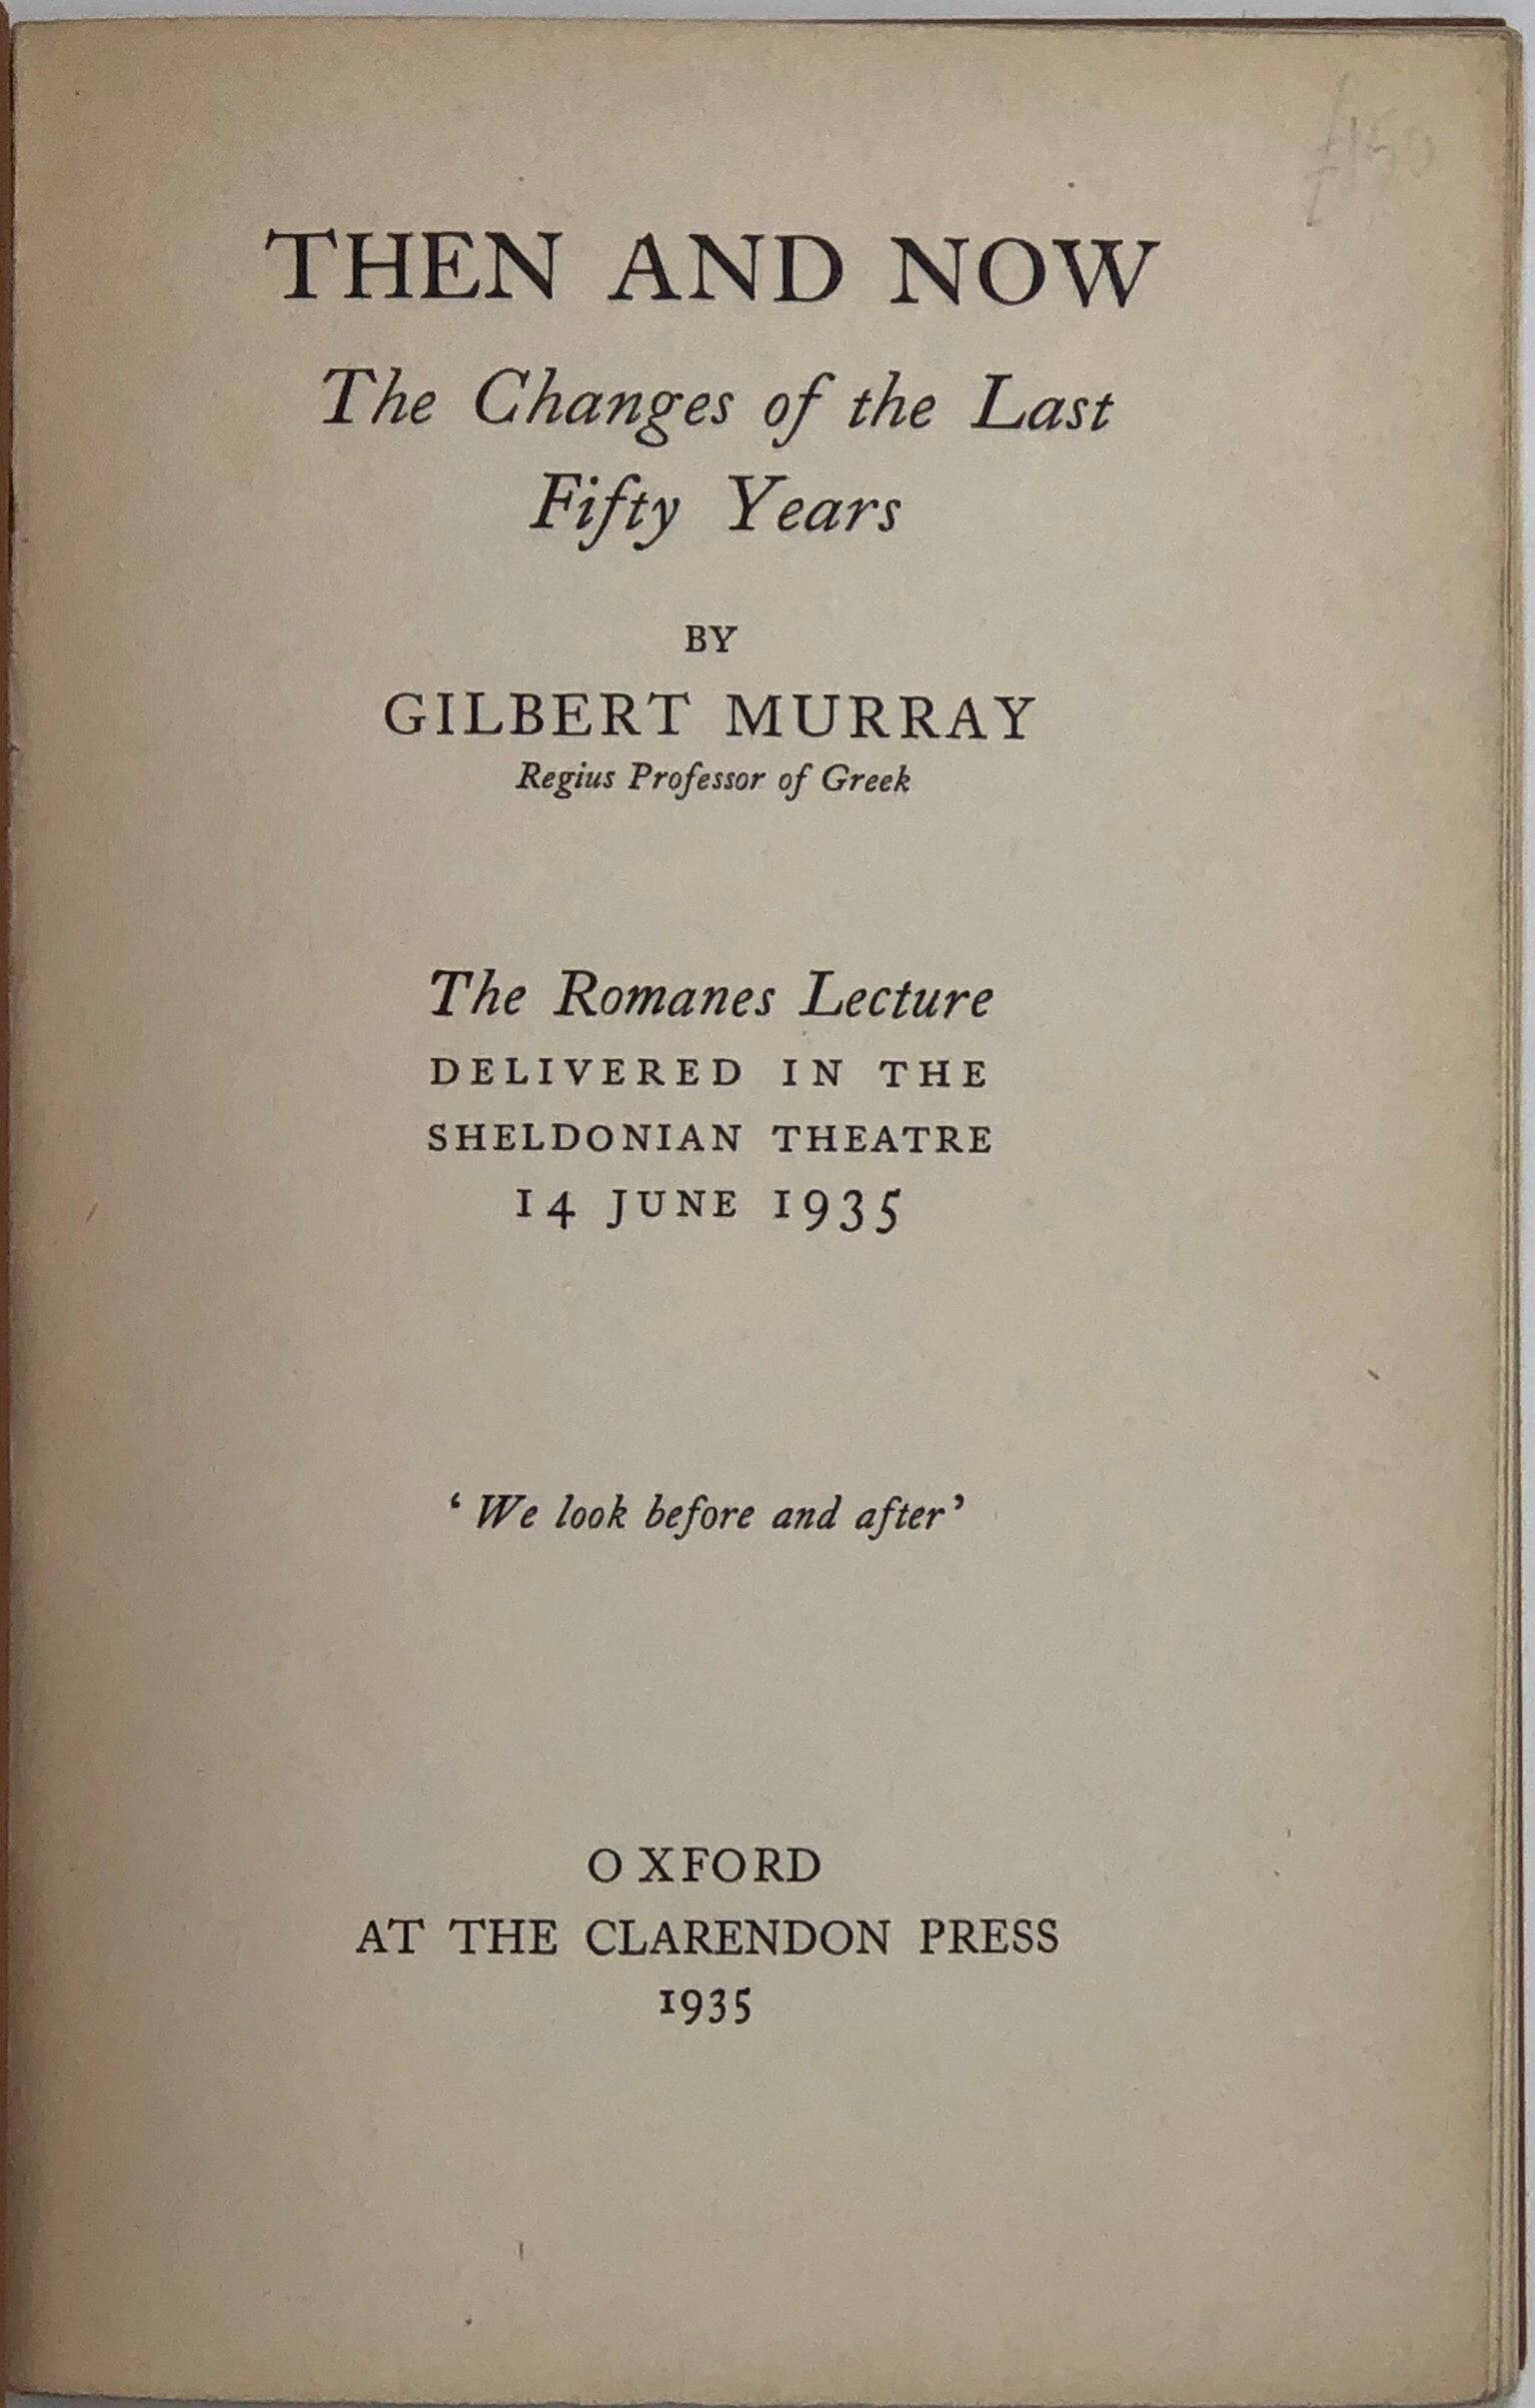 THEN AND NOW
The Changes of the Last
Fifty Years
BY
GILBERT MURRAY
Regius Professor of Greek
The Romanes Lecture
DELIVERED IN THE
SHELDONIAN THEATRE
14 JUNE 1935
‘We look before and after’
OXFORD
AT THE CLARENDON PRESS
1935